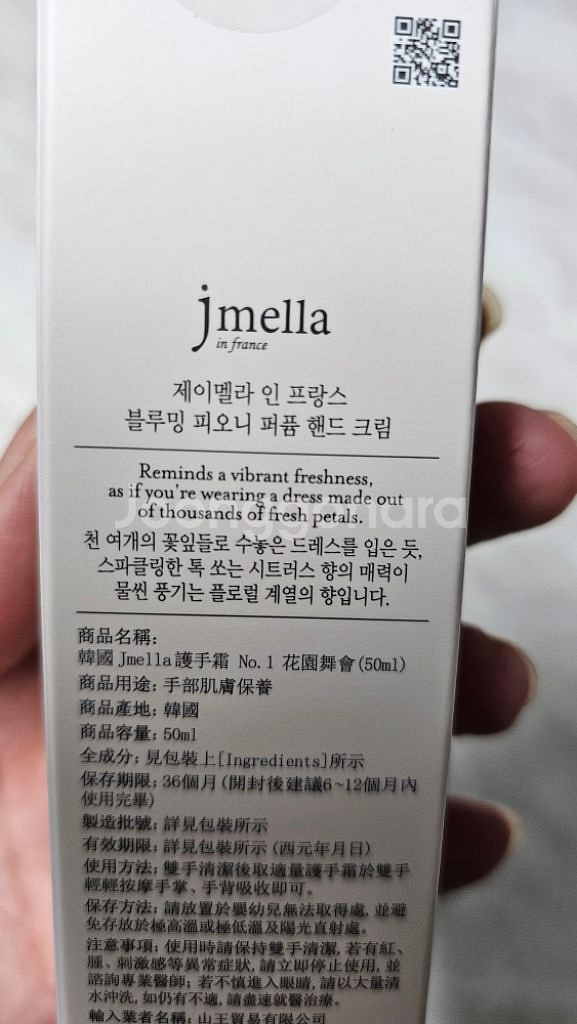 jmella
in france
제이멜라 인 프랑스
블루밍 피오니 퍼퓸 핸드 크림
Reminds a vibrant freshness,
as if you're wearing a dress made out
of thousands of fresh petals.
Joonggonara
천 여개의 꽃잎들로 수놓은 드레스를 입은 듯,
스파클링한 톡 쏘는 시트러스 향의 매력이
물씬 풍기는 플로럴 계열의 향입니다.
商品名稱:
韓國 Jmella護手霜 No.1 花園舞會(50ml)
商品用途: 手部肌膚保養
商品產地: 韓國
商品容量: 50ml
全成分: 見包裝上[Ingredients]所示
保存期限: 36個月(開封後建議6~12個月內
使用完畢)
製造批號: 詳見包裝所示
有效期限: 詳見包裝所示(西元年月日)
使用方法: 雙手清潔後取適量護手霜於雙手
輕輕按摩手掌、手背吸收即可。
保存方法: 請放置於嬰幼兒無法取得處, 並避
免存放於極高溫或極低溫及陽光直射處。
注意事項: 使用時請保持雙手清潔, 若有紅、
腫、刺激感等異常症狀, 請立即停止使用, 並
諮詢專業醫師; 若不慎進入眼睛, 請以大量清
水沖洗, 如仍有不適, 請盡速就醫治療。
輸入業者名稱: 山王貿易有限公司